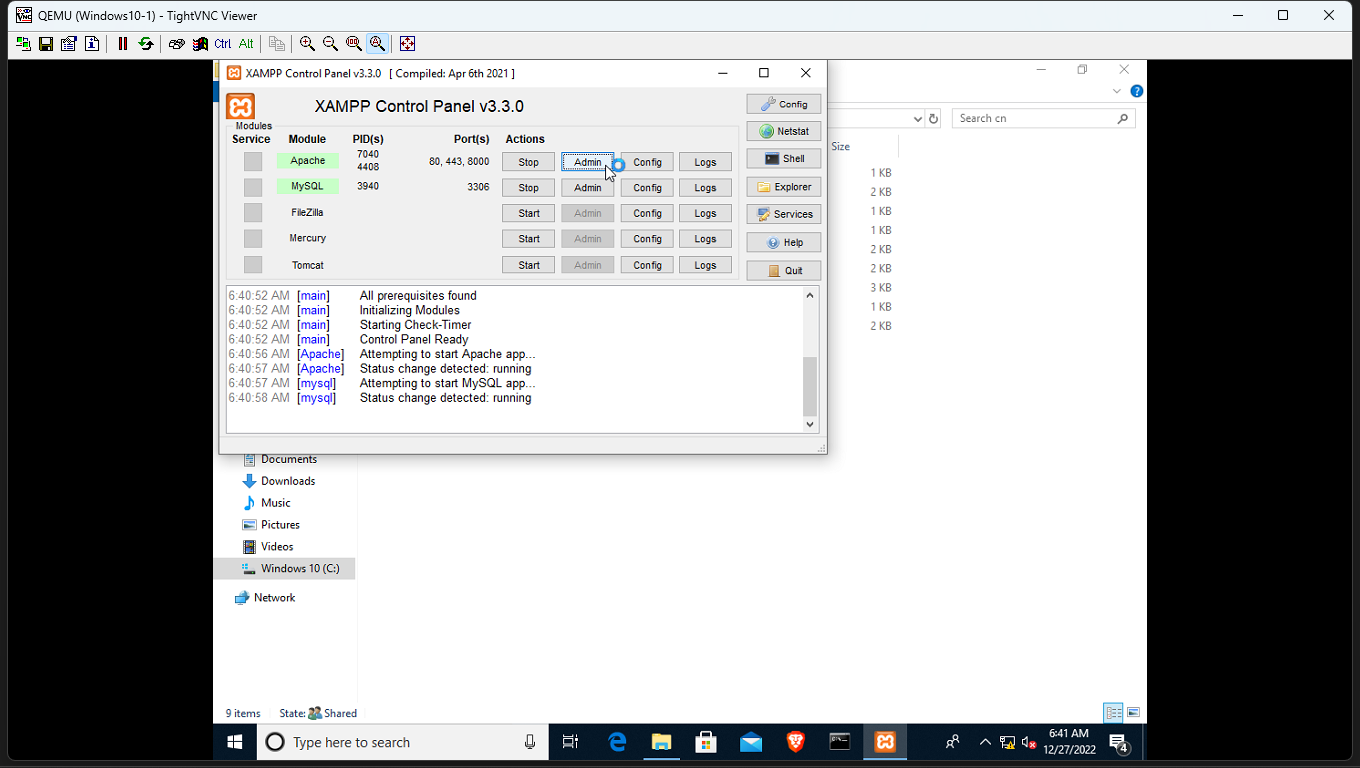 QEMU (Windows10-1) - TightVNC Viewer
Ctrl Alt
XAMPP Control Panel v3.3.0 [ Compiled: Apr 6th 2021 ]
XAMPP Control Panel v3.3.0
Config
Modules
Service Module PID(s) Port(s) Actions
Netstat
Apache 7040 4408 80, 443, 8000 Stop Admin Config Logs
Shell
MySQL 3940 3306 Stop Admin Config Logs
Explorer
FileZilla Start Admin Config Logs
Services
Mercury Start Admin Config Logs
Help
Tomcat Start Admin Config Logs
Quit
6:40:52 AM [main] All prerequisites found
6:40:52 AM [main] Initializing Modules
6:40:52 AM [main] Starting Check-Timer
6:40:52 AM [main] Control Panel Ready
6:40:56 AM [Apache] Attempting to start Apache app...
6:40:57 AM [Apache] Status change detected: running
6:40:57 AM [mysql] Attempting to start MySQL app...
6:40:58 AM [mysql] Status change detected: running
Search cn
Size
1 KB
2 KB
1 KB
1 KB
2 KB
2 KB
3 KB
1 KB
2 KB
Documents
Downloads
Music
Pictures
Videos
Windows 10 (C:)
Network
9 items State: Shared
Type here to search
6:41 AM
12/27/2022
4